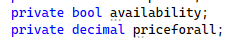 private bool availability;
private decimal priceforall;